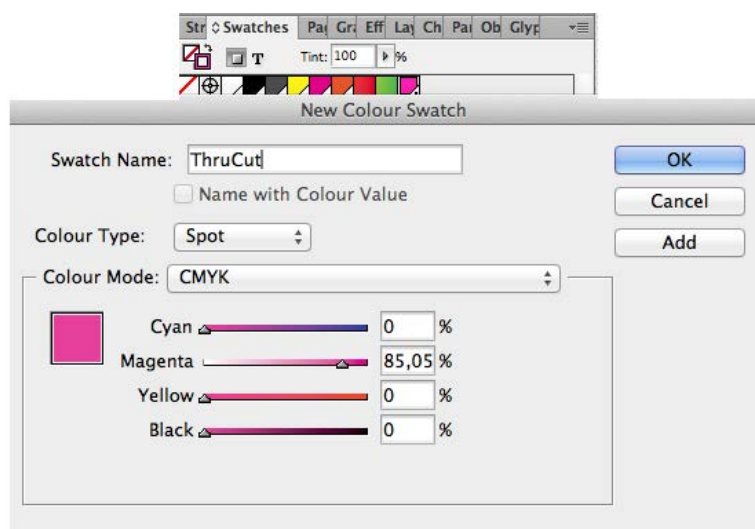 Str Swatches Pa Gra Eff Lay Ch Pai Ob Glyp
T Tint: 100 %
New Colour Swatch
Swatch Name: ThruCut OK
Name with Colour Value Cancel
Colour Type: Spot Add
Colour Mode: CMYK
Cyan 0 %
Magenta 85,05 %
Yellow 0 %
Black 0 %